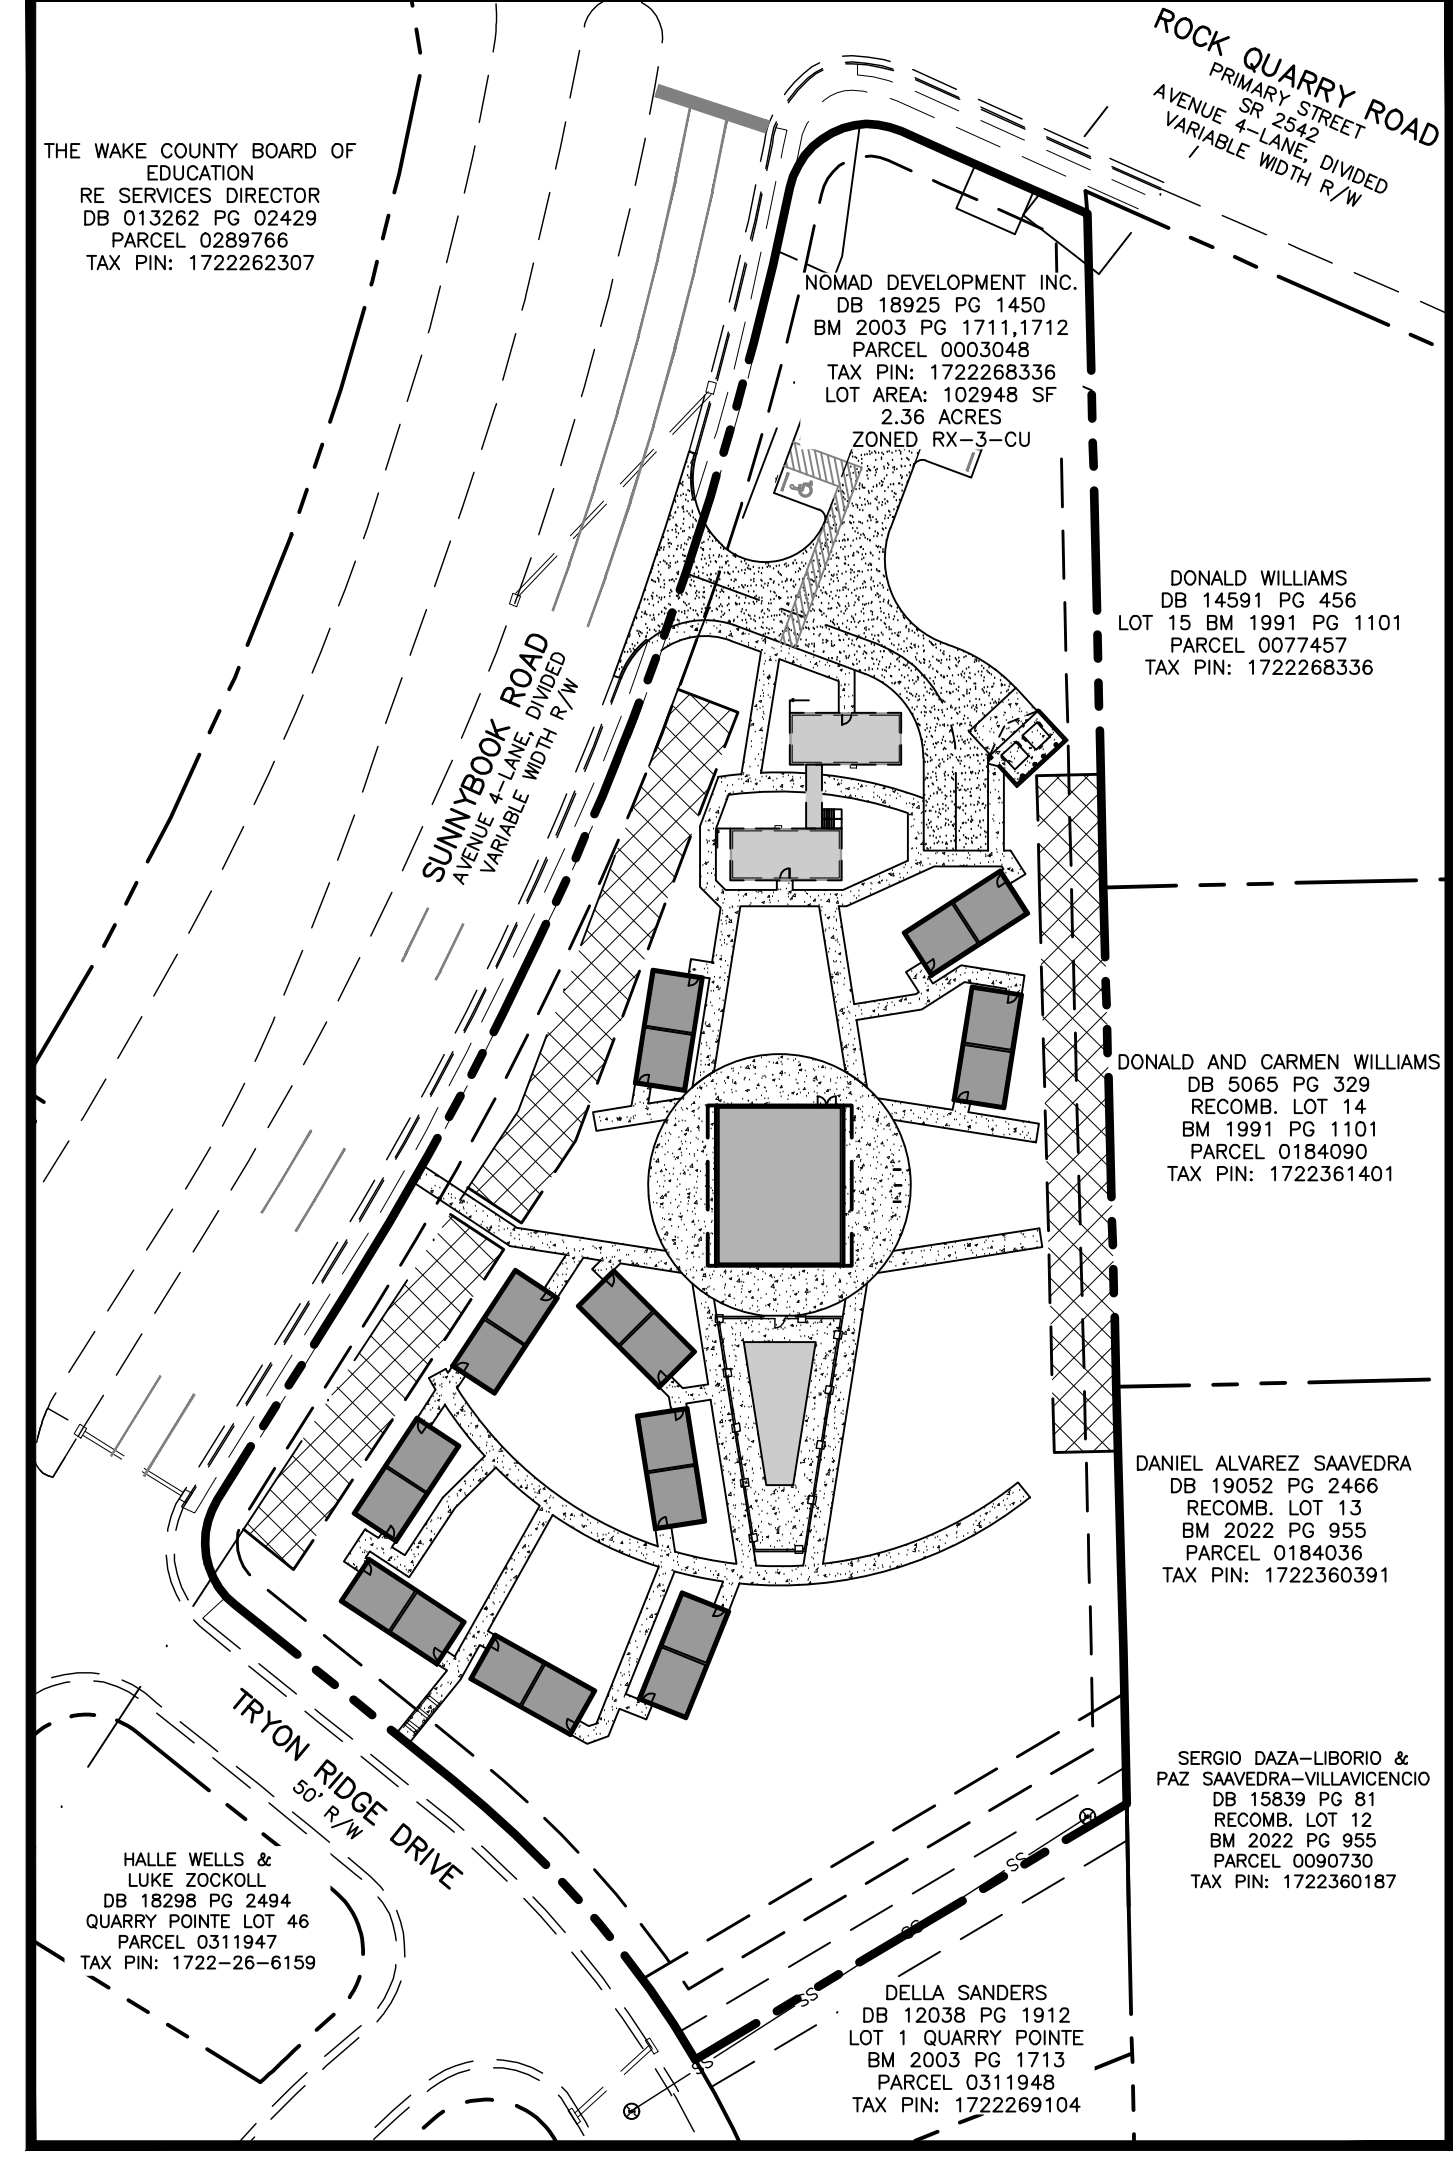 ROCK QUARRY ROAD
PRIMARY STREET
SR 2542
AVENUE 4-LANE, DIVIDED
VARIABLE WIDTH R/W
THE WAKE COUNTY BOARD OF
EDUCATION
RE SERVICES DIRECTOR
DB 013262 PG 02429
PARCEL 0289766
TAX PIN: 1722262307
NOMAD DEVELOPMENT INC.
DB 18925 PG 1450
BM 2003 PG 1711,1712
PARCEL 0003048
TAX PIN: 1722268336
LOT AREA: 102948 SF
2.36 ACRES
ZONED RX-3-CU
DONALD WILLIAMS
DB 14591 PG 456
LOT 15 BM 1991 PG 1101
PARCEL 0077457
TAX PIN: 1722268336
SUNNYBOOK ROAD
AVENUE 4-LANE, DIVIDED
VARIABLE WIDTH R/W
DONALD AND CARMEN WILLIAMS
DB 5065 PG 329
RECOMB. LOT 14
BM 1991 PG 1101
PARCEL 0184090
TAX PIN: 1722361401
DANIEL ALVAREZ SAAVEDRA
DB 19052 PG 2466
RECOMB. LOT 13
BM 2022 PG 955
PARCEL 0184036
TAX PIN: 1722360391
TRYON RIDGE DRIVE
50' R/W
SERGIO DAZA-LIBORIO &
PAZ SAAVEDRA-VILLAVICENCIO
DB 15839 PG 81
RECOMB. LOT 12
BM 2022 PG 955
PARCEL 0090730
TAX PIN: 1722360187
HALLE WELLS &
LUKE ZOCKOLL
DB 18298 PG 2494
QUARRY POINTE LOT 46
PARCEL 0311947
TAX PIN: 1722-26-6159
SS
SS
SS
SS
DELLA SANDERS
DB 12038 PG 1912
LOT 1 QUARRY POINTE
BM 2003 PG 1713
PARCEL 0311948
TAX PIN: 1722269104